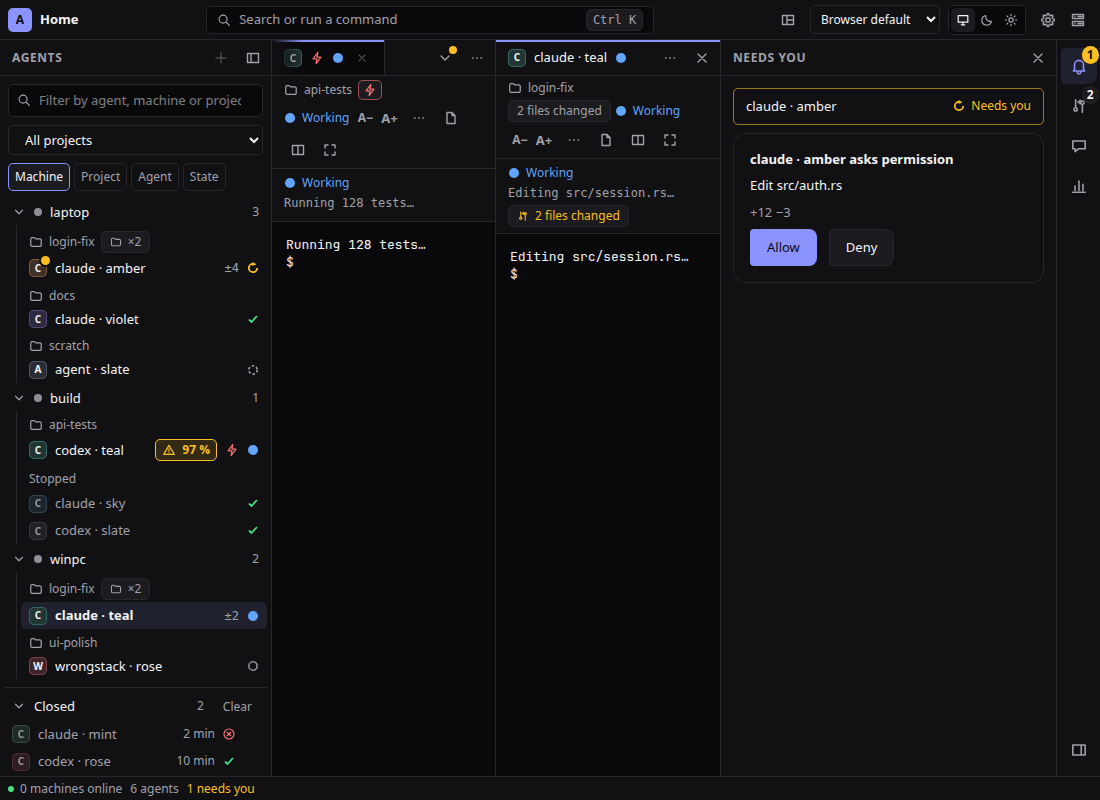 A Home
Search or run a command Ctrl K
Browser default
AGENTS
Filter by agent, machine or projec
All projects
Machine Project Agent State
laptop 3
login-fix ×2
C claude · amber ±4
docs
C claude · violet
scratch
A agent · slate
build 1
api-tests
C codex · teal 97 %
Stopped
C claude · sky
C codex · slate
winpc 2
login-fix ×2
C claude · teal ±2
ui-polish
W wrongstack · rose
Closed 2 Clear
C claude · mint 2 min
C codex · rose 10 min
C
api-tests
Working A− A+
Working
Running 128 tests…
Running 128 tests…
$
C claude · teal
login-fix
2 files changed Working
A− A+
Working
Editing src/session.rs…
2 files changed
Editing src/session.rs…
$
NEEDS YOU
claude · amber Needs you
claude · amber asks permission
Edit src/auth.rs
+12 −3
Allow Deny
1
2
0 machines online 6 agents 1 needs you